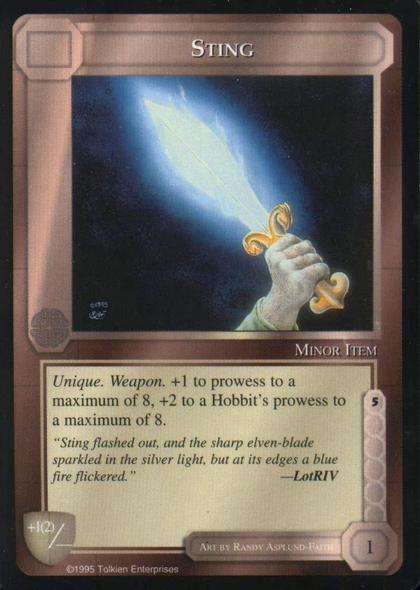 STING
©1995
MINOR ITEM
Unique. Weapon. +1 to prowess to a
maximum of 8, +2 to a Hobbit's prowess to
a maximum of 8.
"Sting flashed out, and the sharp elven-blade
sparkled in the silver light, but at its edges a blue
fire flickered." —LotRIV
5
+1(2)/—
ART BY RANDY ASPLUND-FAITH
I
©1995 Tolkien Enterprises